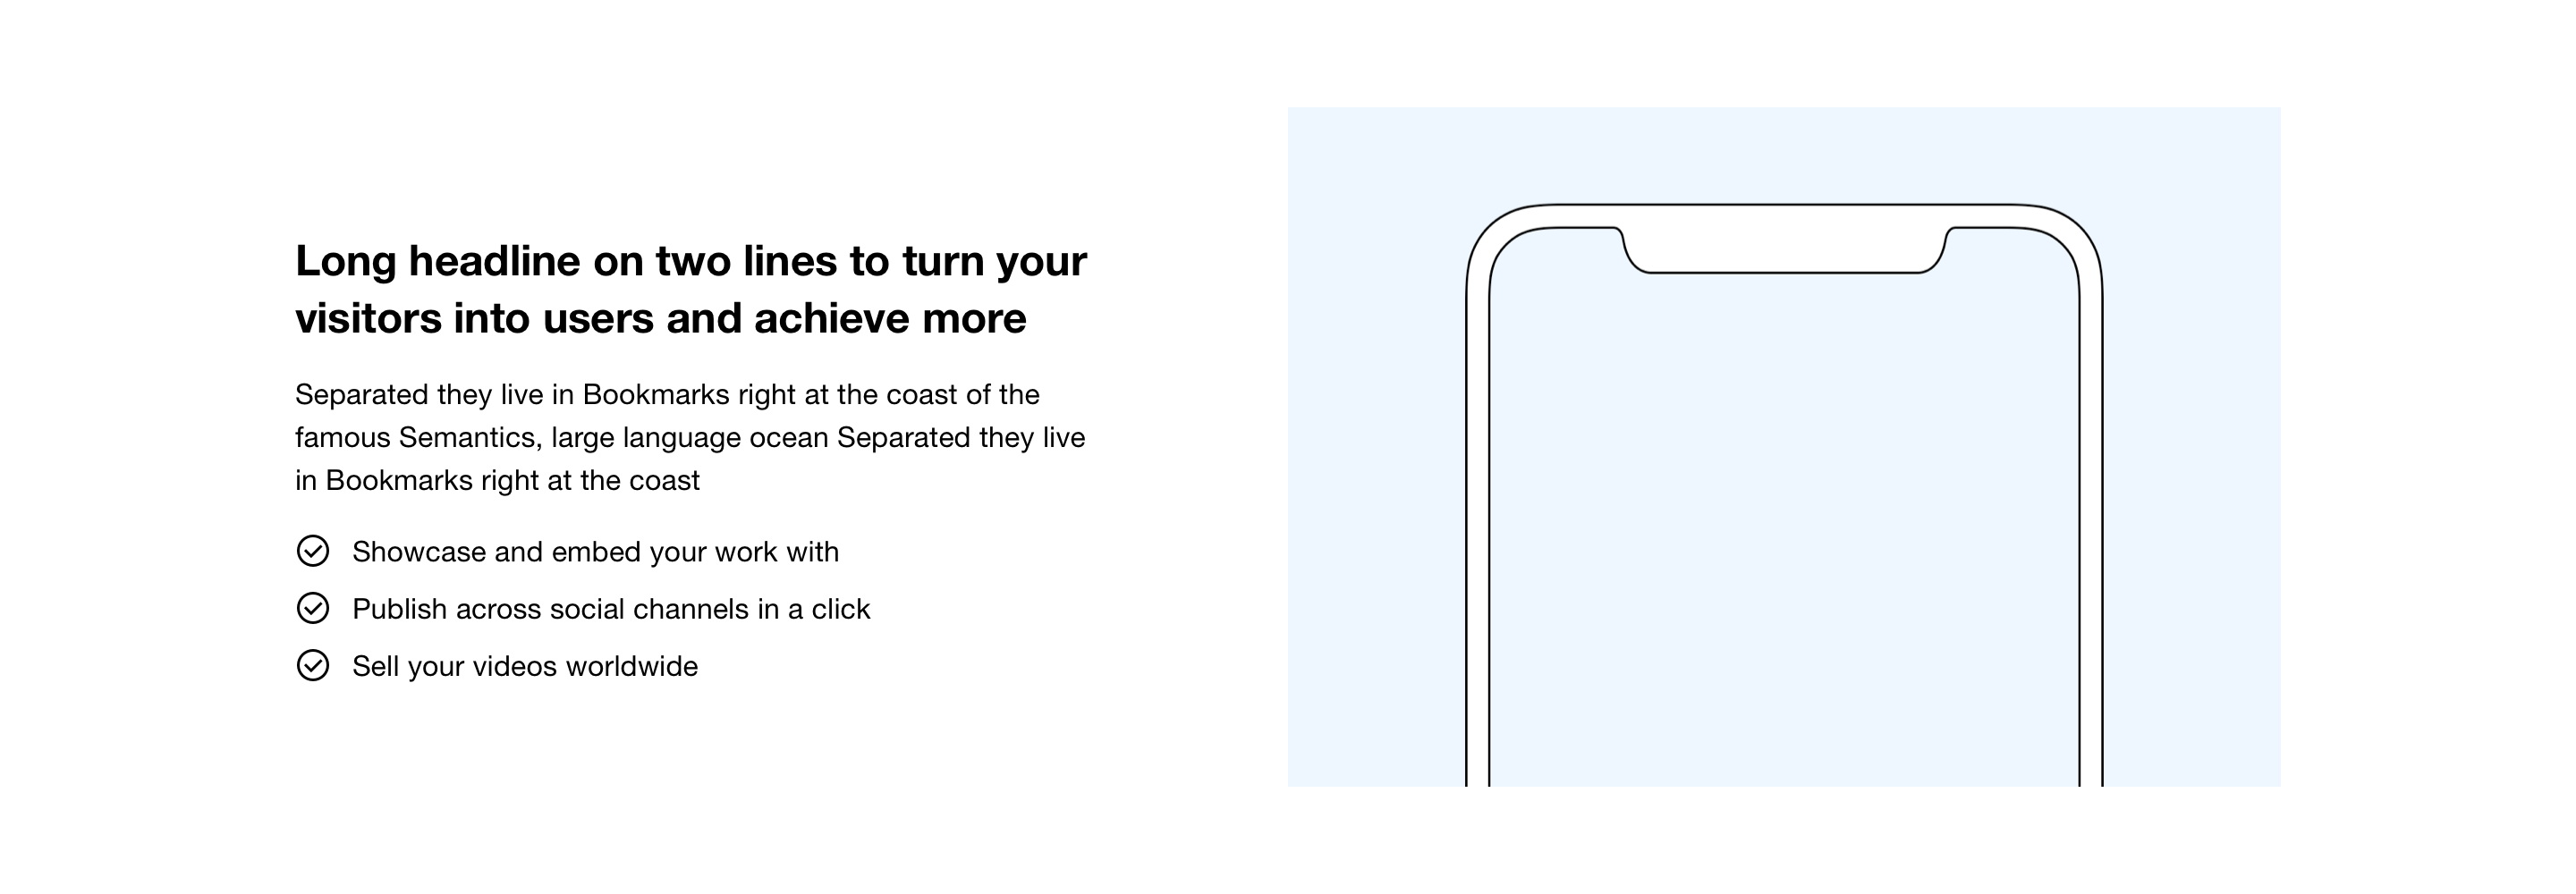 Long headline on two lines to turn your
visitors into users and achieve more
Separated they live in Bookmarks right at the coast of the
famous Semantics, large language ocean Separated they live
in Bookmarks right at the coast
Showcase and embed your work with
Publish across social channels in a click
Sell your videos worldwide